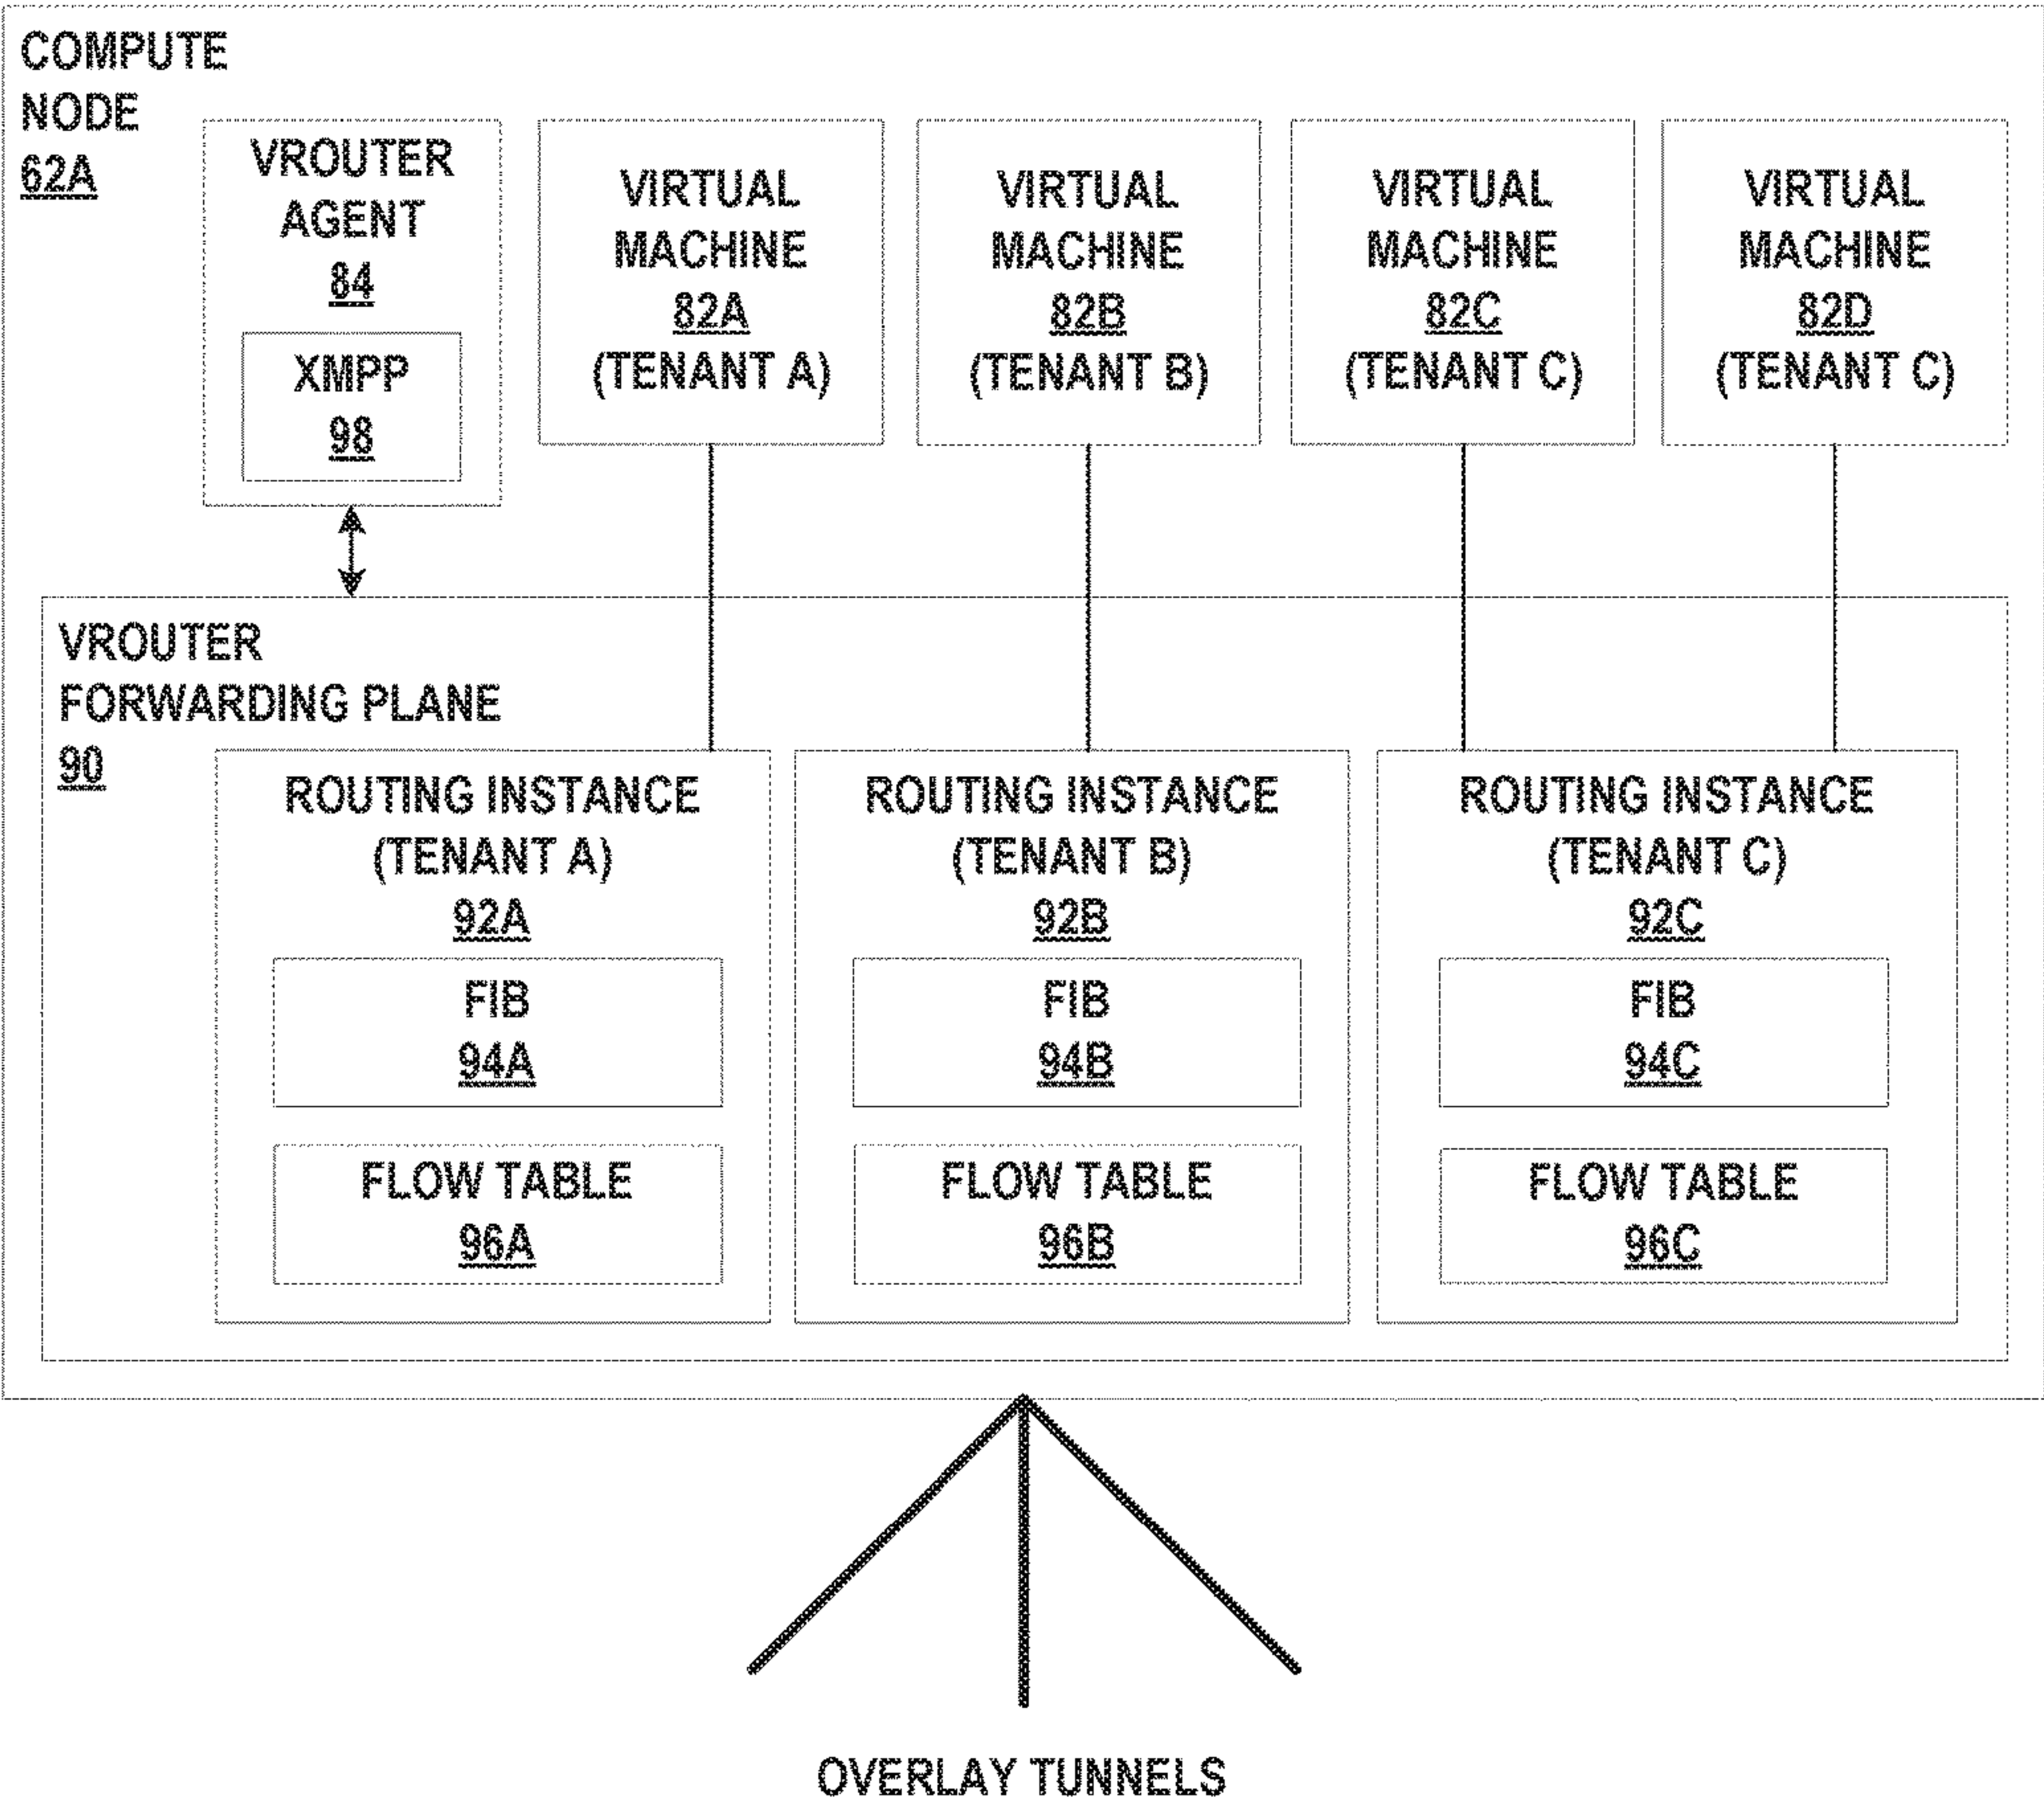 COMPUTE
NODE
62A
VROUTER
AGENT
84
XMPP
98
VIRTUAL
MACHINE
82A
(TENANT A)
VIRTUAL
MACHINE
82B
(TENANT B)
VIRTUAL
MACHINE
82C
(TENANT C)
VIRTUAL
MACHINE
82D
(TENANT C)
VROUTER
FORWARDING PLANE
90
ROUTING INSTANCE
(TENANT A)
92A
FIB
94A
FLOW TABLE
96A
ROUTING INSTANCE
(TENANT B)
92B
FIB
94B
FLOW TABLE
96B
ROUTING INSTANCE
(TENANT C)
92C
FIB
94C
FLOW TABLE
96C
OVERLAY TUNNELS